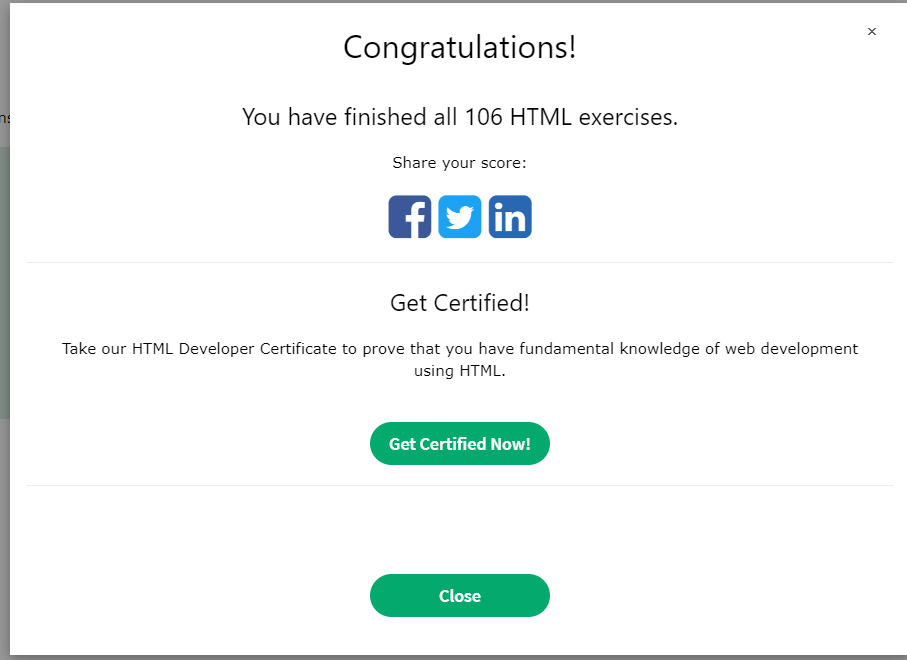 ×
Congratulations!
You have finished all 106 HTML exercises.
Share your score:
Get Certified!
Take our HTML Developer Certificate to prove that you have fundamental knowledge of web development
using HTML.
Get Certified Now!
Close